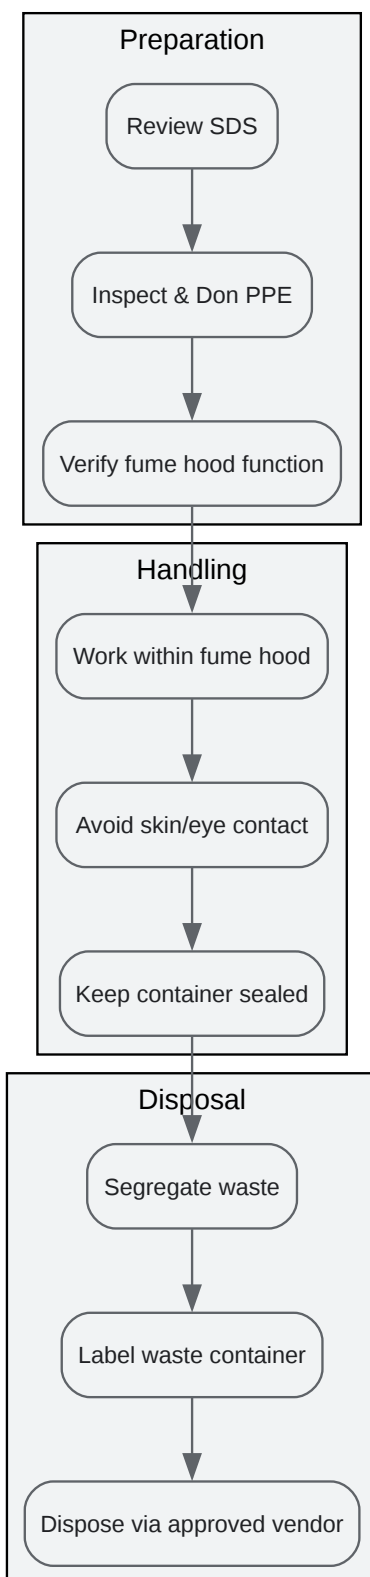 Preparation
Review SDS
Inspect & Don PPE
Verify fume hood function
Handling
Work within fume hood
Avoid skin/eye contact
Keep container sealed
Disposal
Segregate waste
Label waste container
Dispose via approved vendor